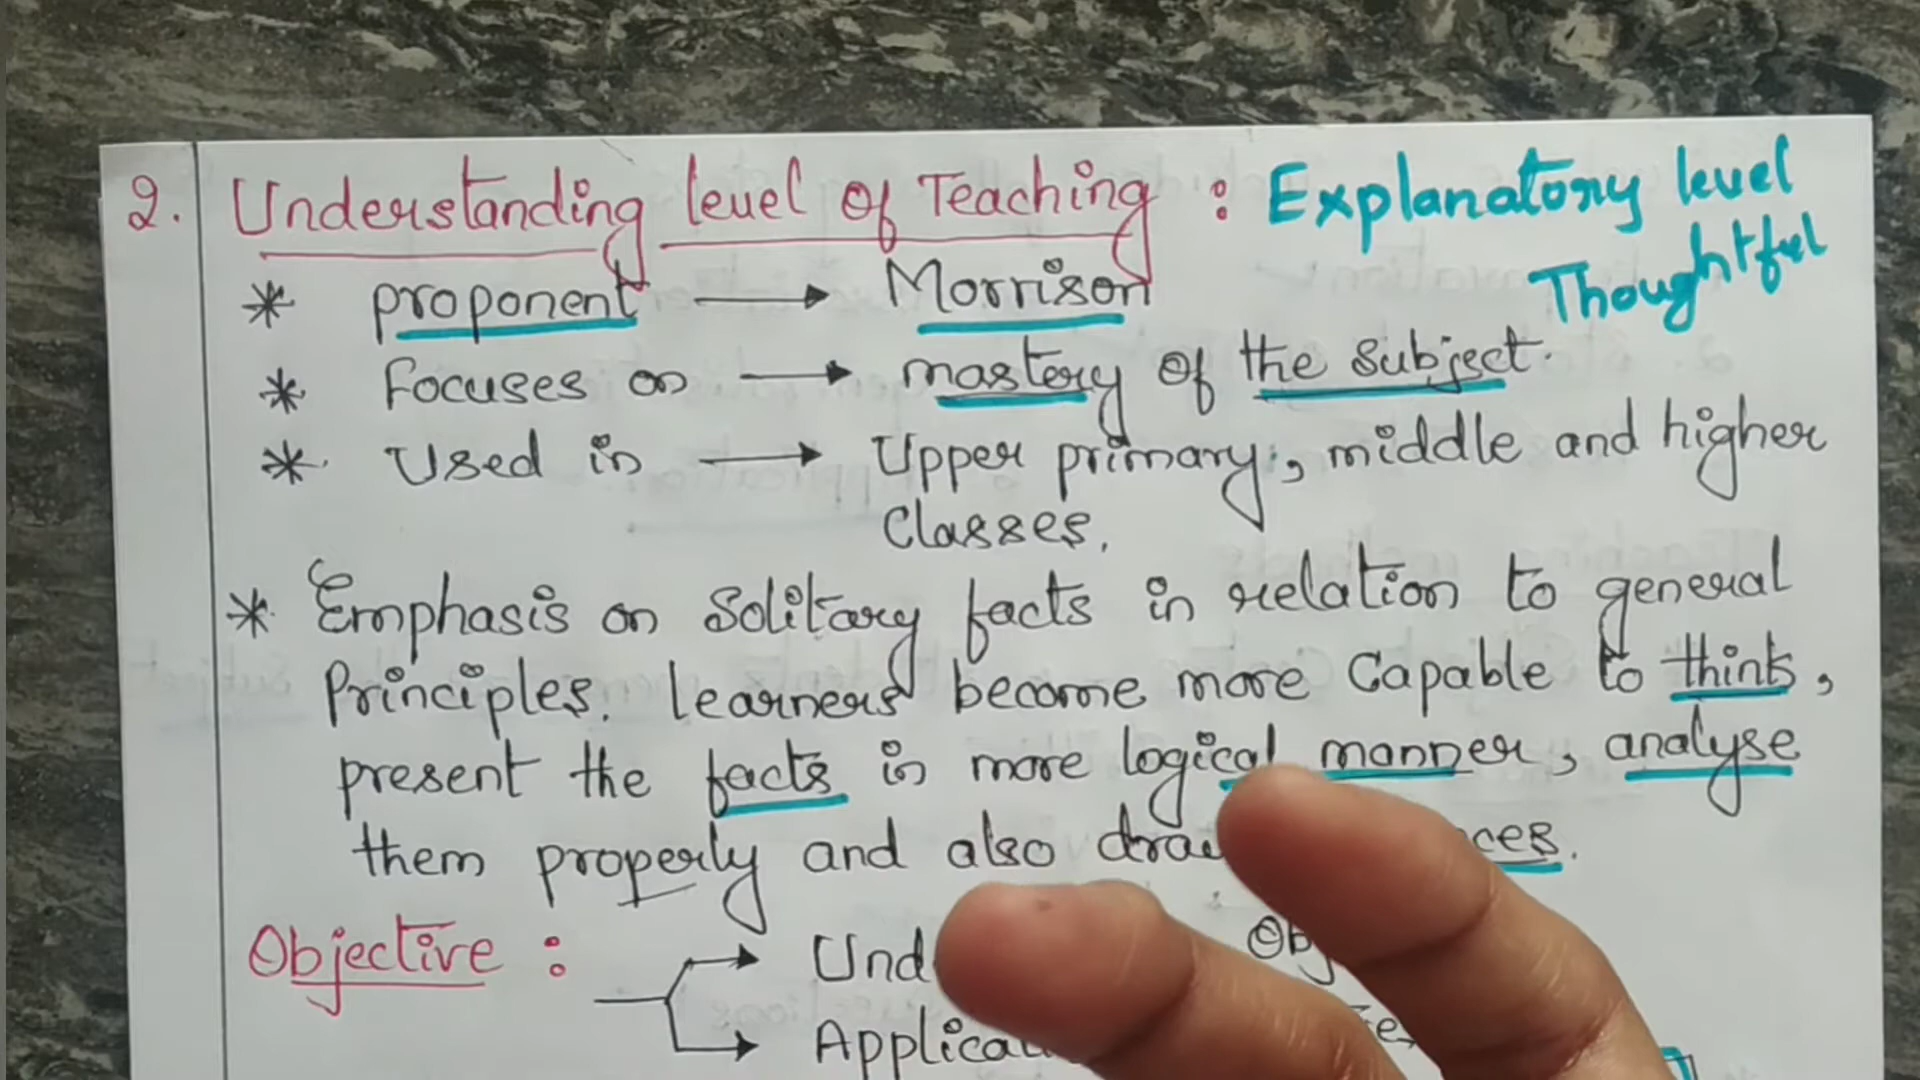 2. Understanding level of Teaching : Explanatory level
Thoughtful
* proponent → Morrison
* Focuses on → mastery of the subject.
* Used in → Upper primary, middle and higher
Classes.
* Emphasis on Solitary facts in relation to general
Principles. learners become more Capable to think,
present the facts in more logical manner, analyse
them properly and also
Objective :